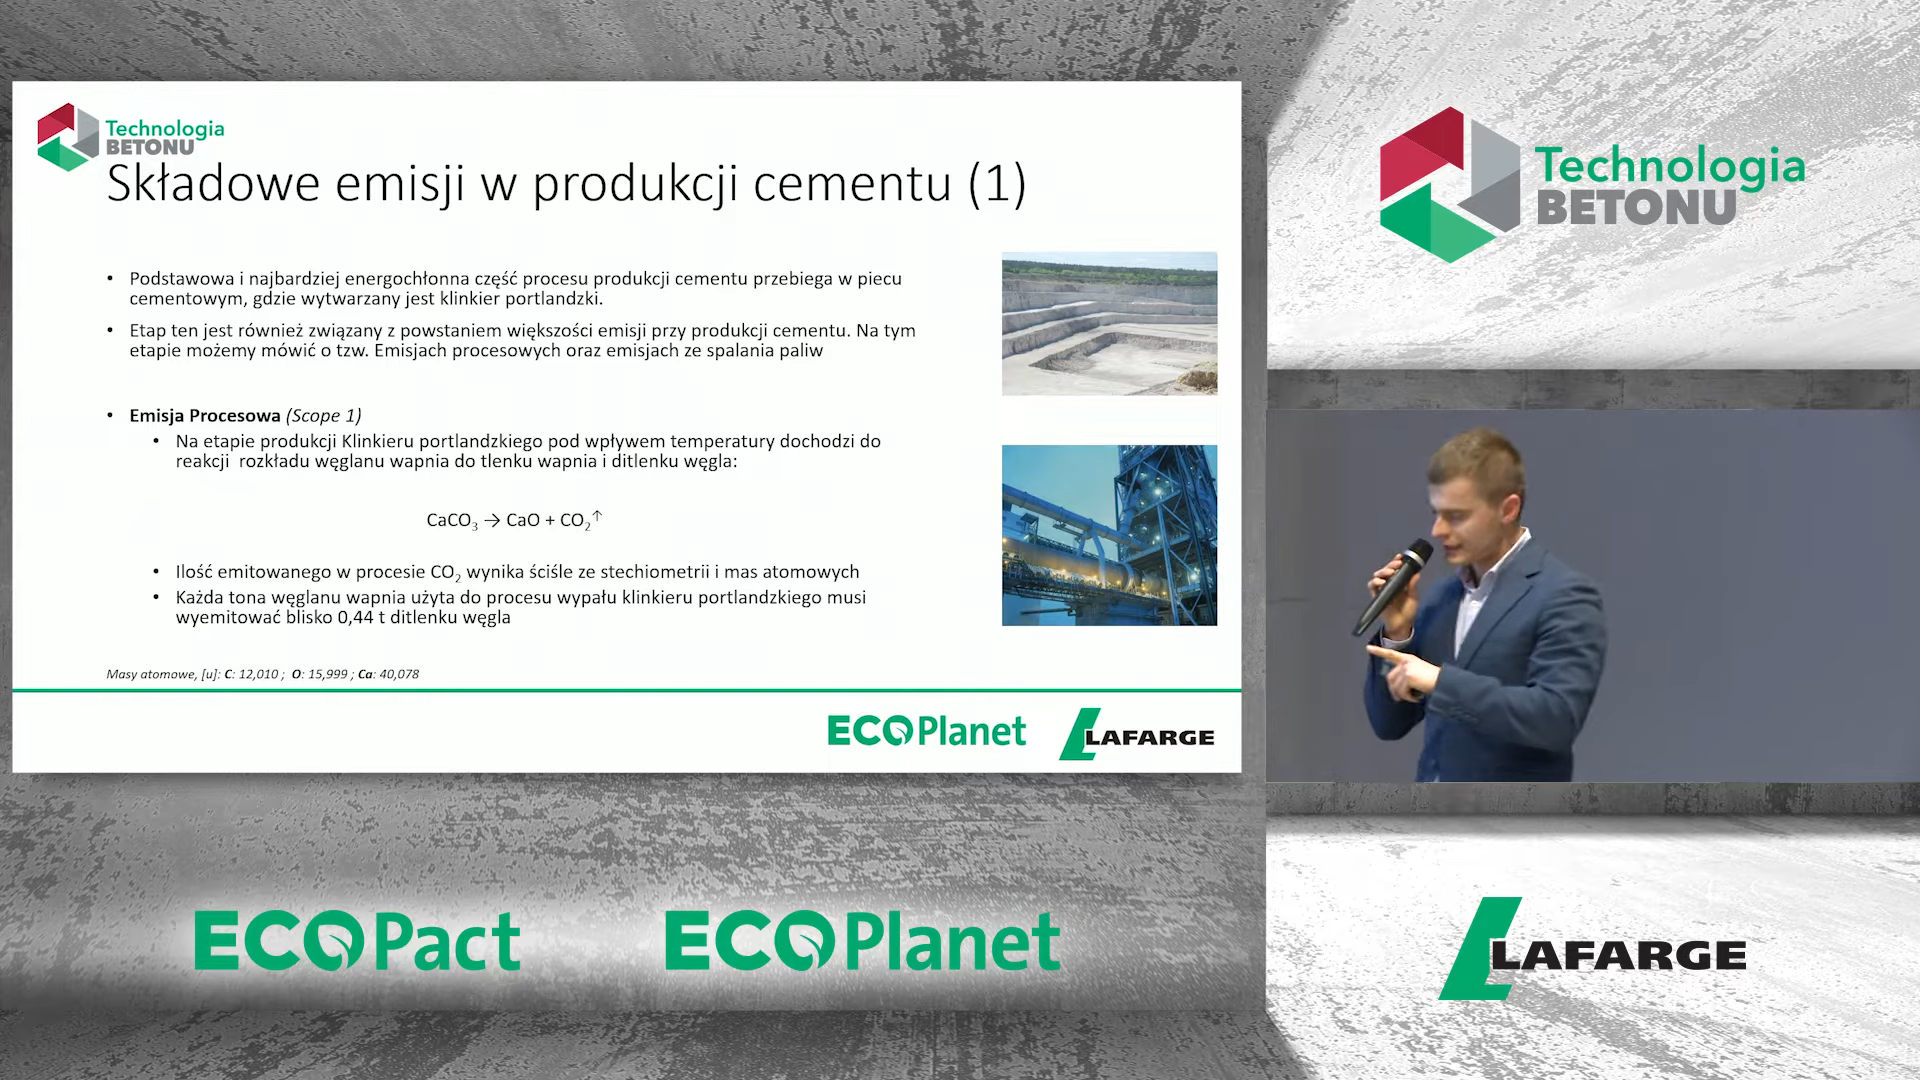 Technologia
BETONU
Składowe emisji w produkcji cementu (1)
• Podstawowa i najbardziej energochłonna część procesu produkcji cementu przebiega w piecu
cementowym, gdzie wytwarzany jest klinkier portlandzki.
• Etap ten jest również związany z powstaniem większości emisji przy produkcji cementu. Na tym
etapie możemy mówić o tzw. Emisjach procesowych oraz emisjach ze spalania paliw
• Emisja Procesowa (Scope 1)
• Na etapie produkcji Klinkieru portlandzkiego pod wpływem temperatury dochodzi do
reakcji rozkładu węglanu wapnia do tlenku wapnia i ditlenku węgla:
CaCO₃ → CaO + CO₂↑
• Ilość emitowanego w procesie CO₂ wynika ściśle ze stechiometrii i mas atomowych
• Każda tona węglanu wapnia użyta do procesu wypału klinkieru portlandzkiego musi
wyemitować blisko 0,44 t ditlenku węgla
Masy atomowe, [u]: C: 12,010 ; O: 15,999 ; Ca: 40,078
ECOPlanet
LAFARGE
Technologia
BETONU
ECOPact
ECOPlanet
LAFARGE